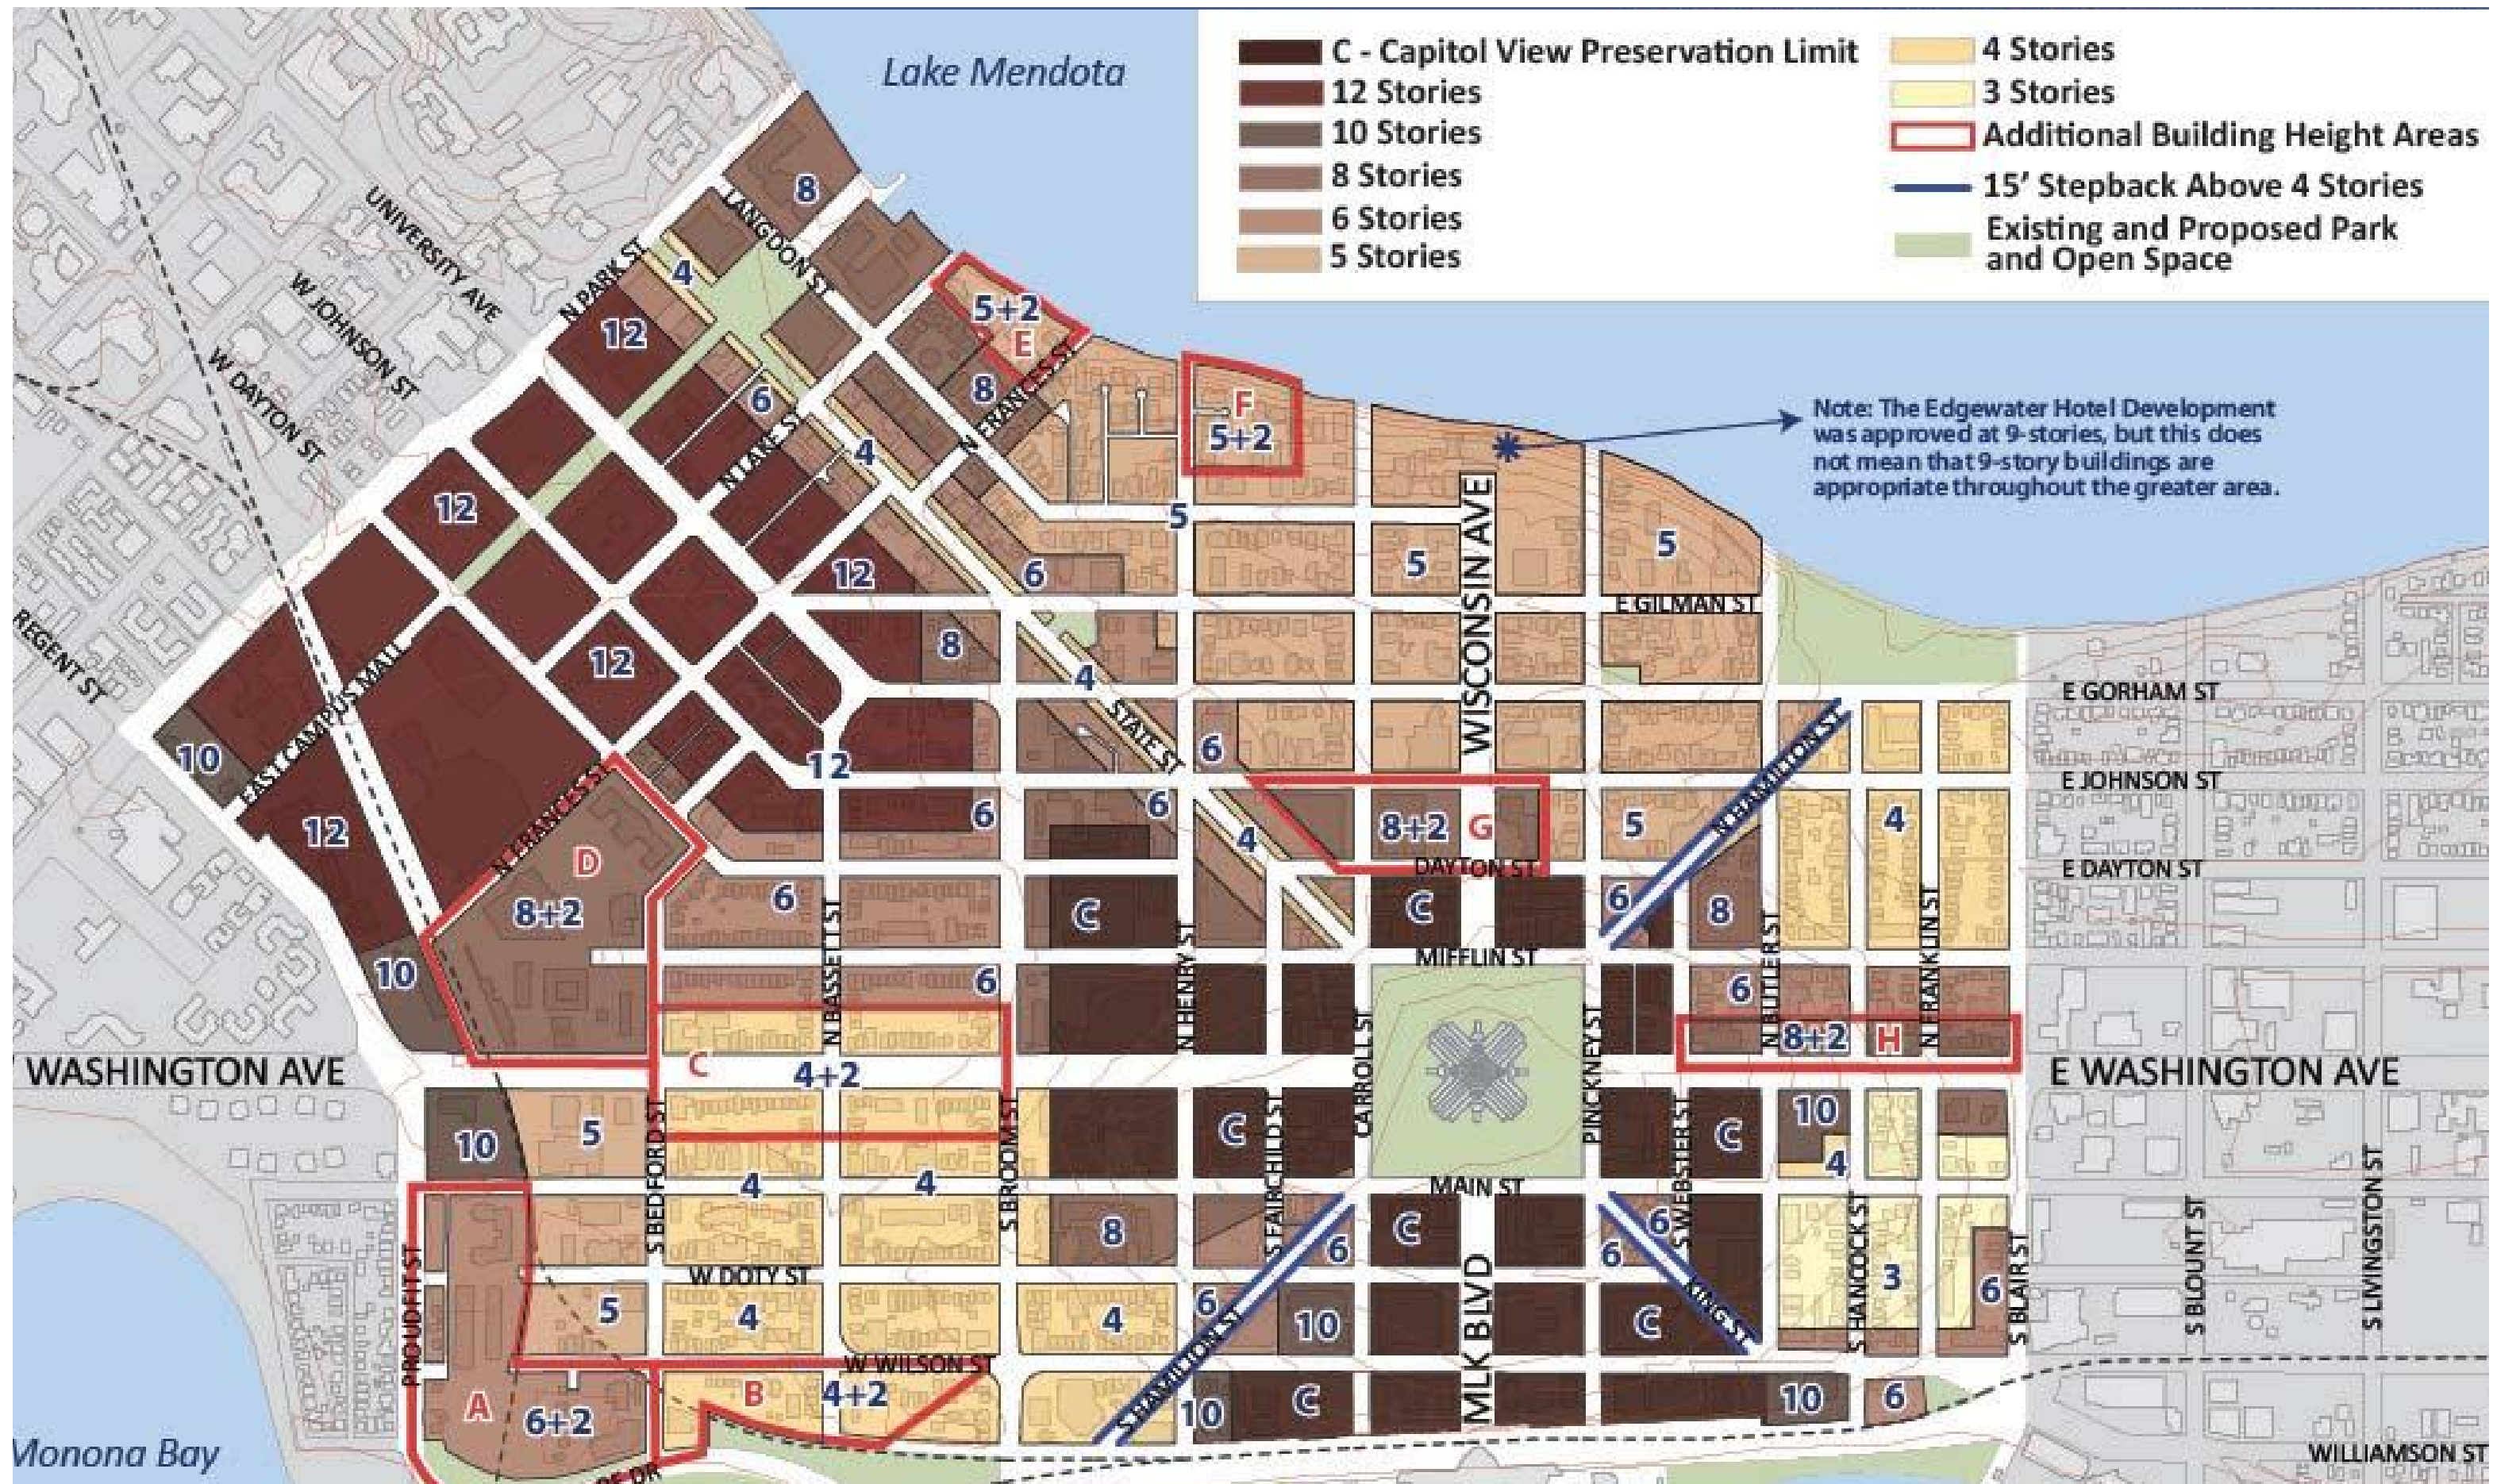 Lake Mendota
C - Capitol View Preservation Limit
12 Stories
10 Stories
8 Stories
6 Stories
5 Stories
4 Stories
3 Stories
Additional Building Height Areas
15' Stepback Above 4 Stories
Existing and Proposed Park
and Open Space
Note: The Edgewater Hotel Development
was approved at 9-stories, but this does
not mean that 9-story buildings are
appropriate throughout the greater area.
UNIVERSITY AVE
W JOHNSON ST
W DAYTON ST
REGENT ST
N PARK ST
LANGDON ST
8
4
12
5+2
E
8
N FRANCES ST
6
N LAKE ST
4
F
5+2
12
5
12
6
5
WISCONSIN AVE
5
E GILMAN ST
12
8
4
STATE ST
E GORHAM ST
10
EAST CAMPUS MALL
12
6
N HAMILTON ST
E JOHNSON ST
12
N FRANCES ST
D
8+2
6
6
4
8+2
G
DAYTON ST
5
4
E DAYTON ST
6
N BASSETT ST
C
C
6
8
N BUTLER ST
N FRANKLIN ST
10
6
N HENRY ST
MIFFLIN ST
6
CARROLL ST
PINCKNEY ST
8+2
H
WASHINGTON AVE
C
4+2
E WASHINGTON AVE
10
5
S BEDFORD ST
S BROOM ST
C
S FAIRCHILD ST
S WEBSTER ST
C
10
4
4
4
MAIN ST
PROUDFIT ST
8
6
C
6
6
S HANCOCK ST
S BLAIR ST
S BLOUNT ST
S LIVINGSTON ST
W DOTY ST
5
4
4
6
10
MLK BLVD
C
KING ST
3
6
W WILSON ST
A
6+2
B
4+2
S HAMILTON ST
10
C
10
6
Monona Bay
DR
WILLIAMSON ST